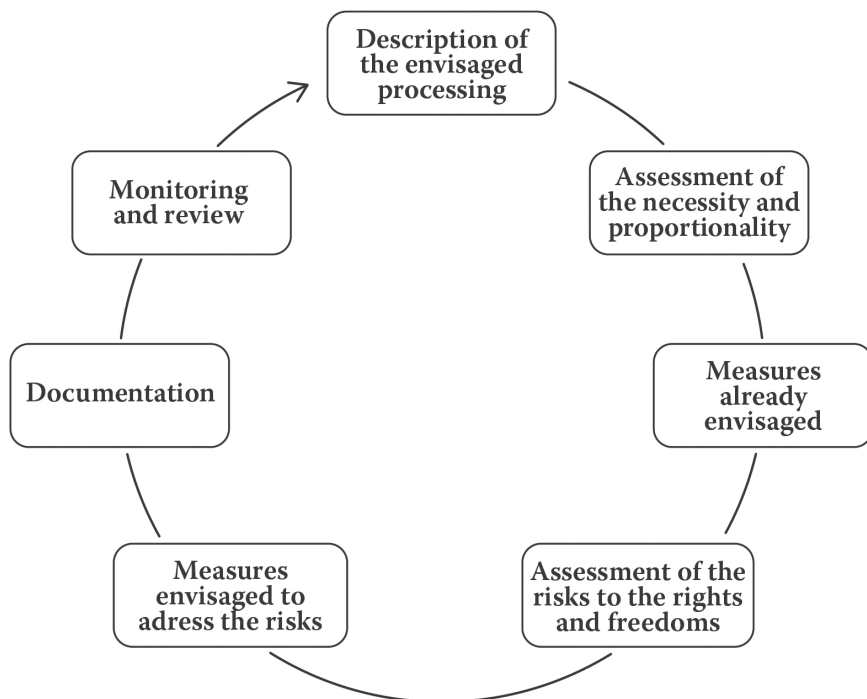 Description of
the envisaged
processing
Assessment of
the necessity and
proportionality
Measures
already
envisaged
Assessment of the
risks to the rights
and freedoms
Measures
envisaged to
adress the risks
Documentation
Monitoring
and review